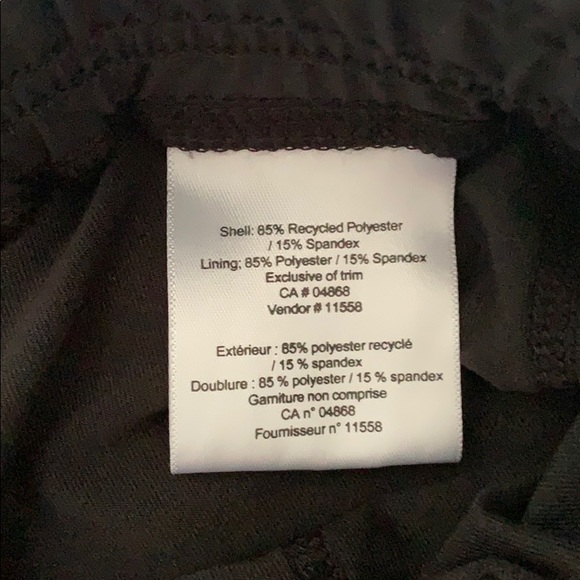 Shell: 85% Recycled Polyester
/ 15% Spandex
Lining; 85% Polyester / 15% Spandex
Exclusive of trim
CA # 04868
Vendor # 11558
Extérieur : 85% polyester recyclé
/ 15 % spandex
Doublure : 85 % polyester / 15 % spandex
Garniture non comprise
CA n° 04868
Fournisseur n° 11558